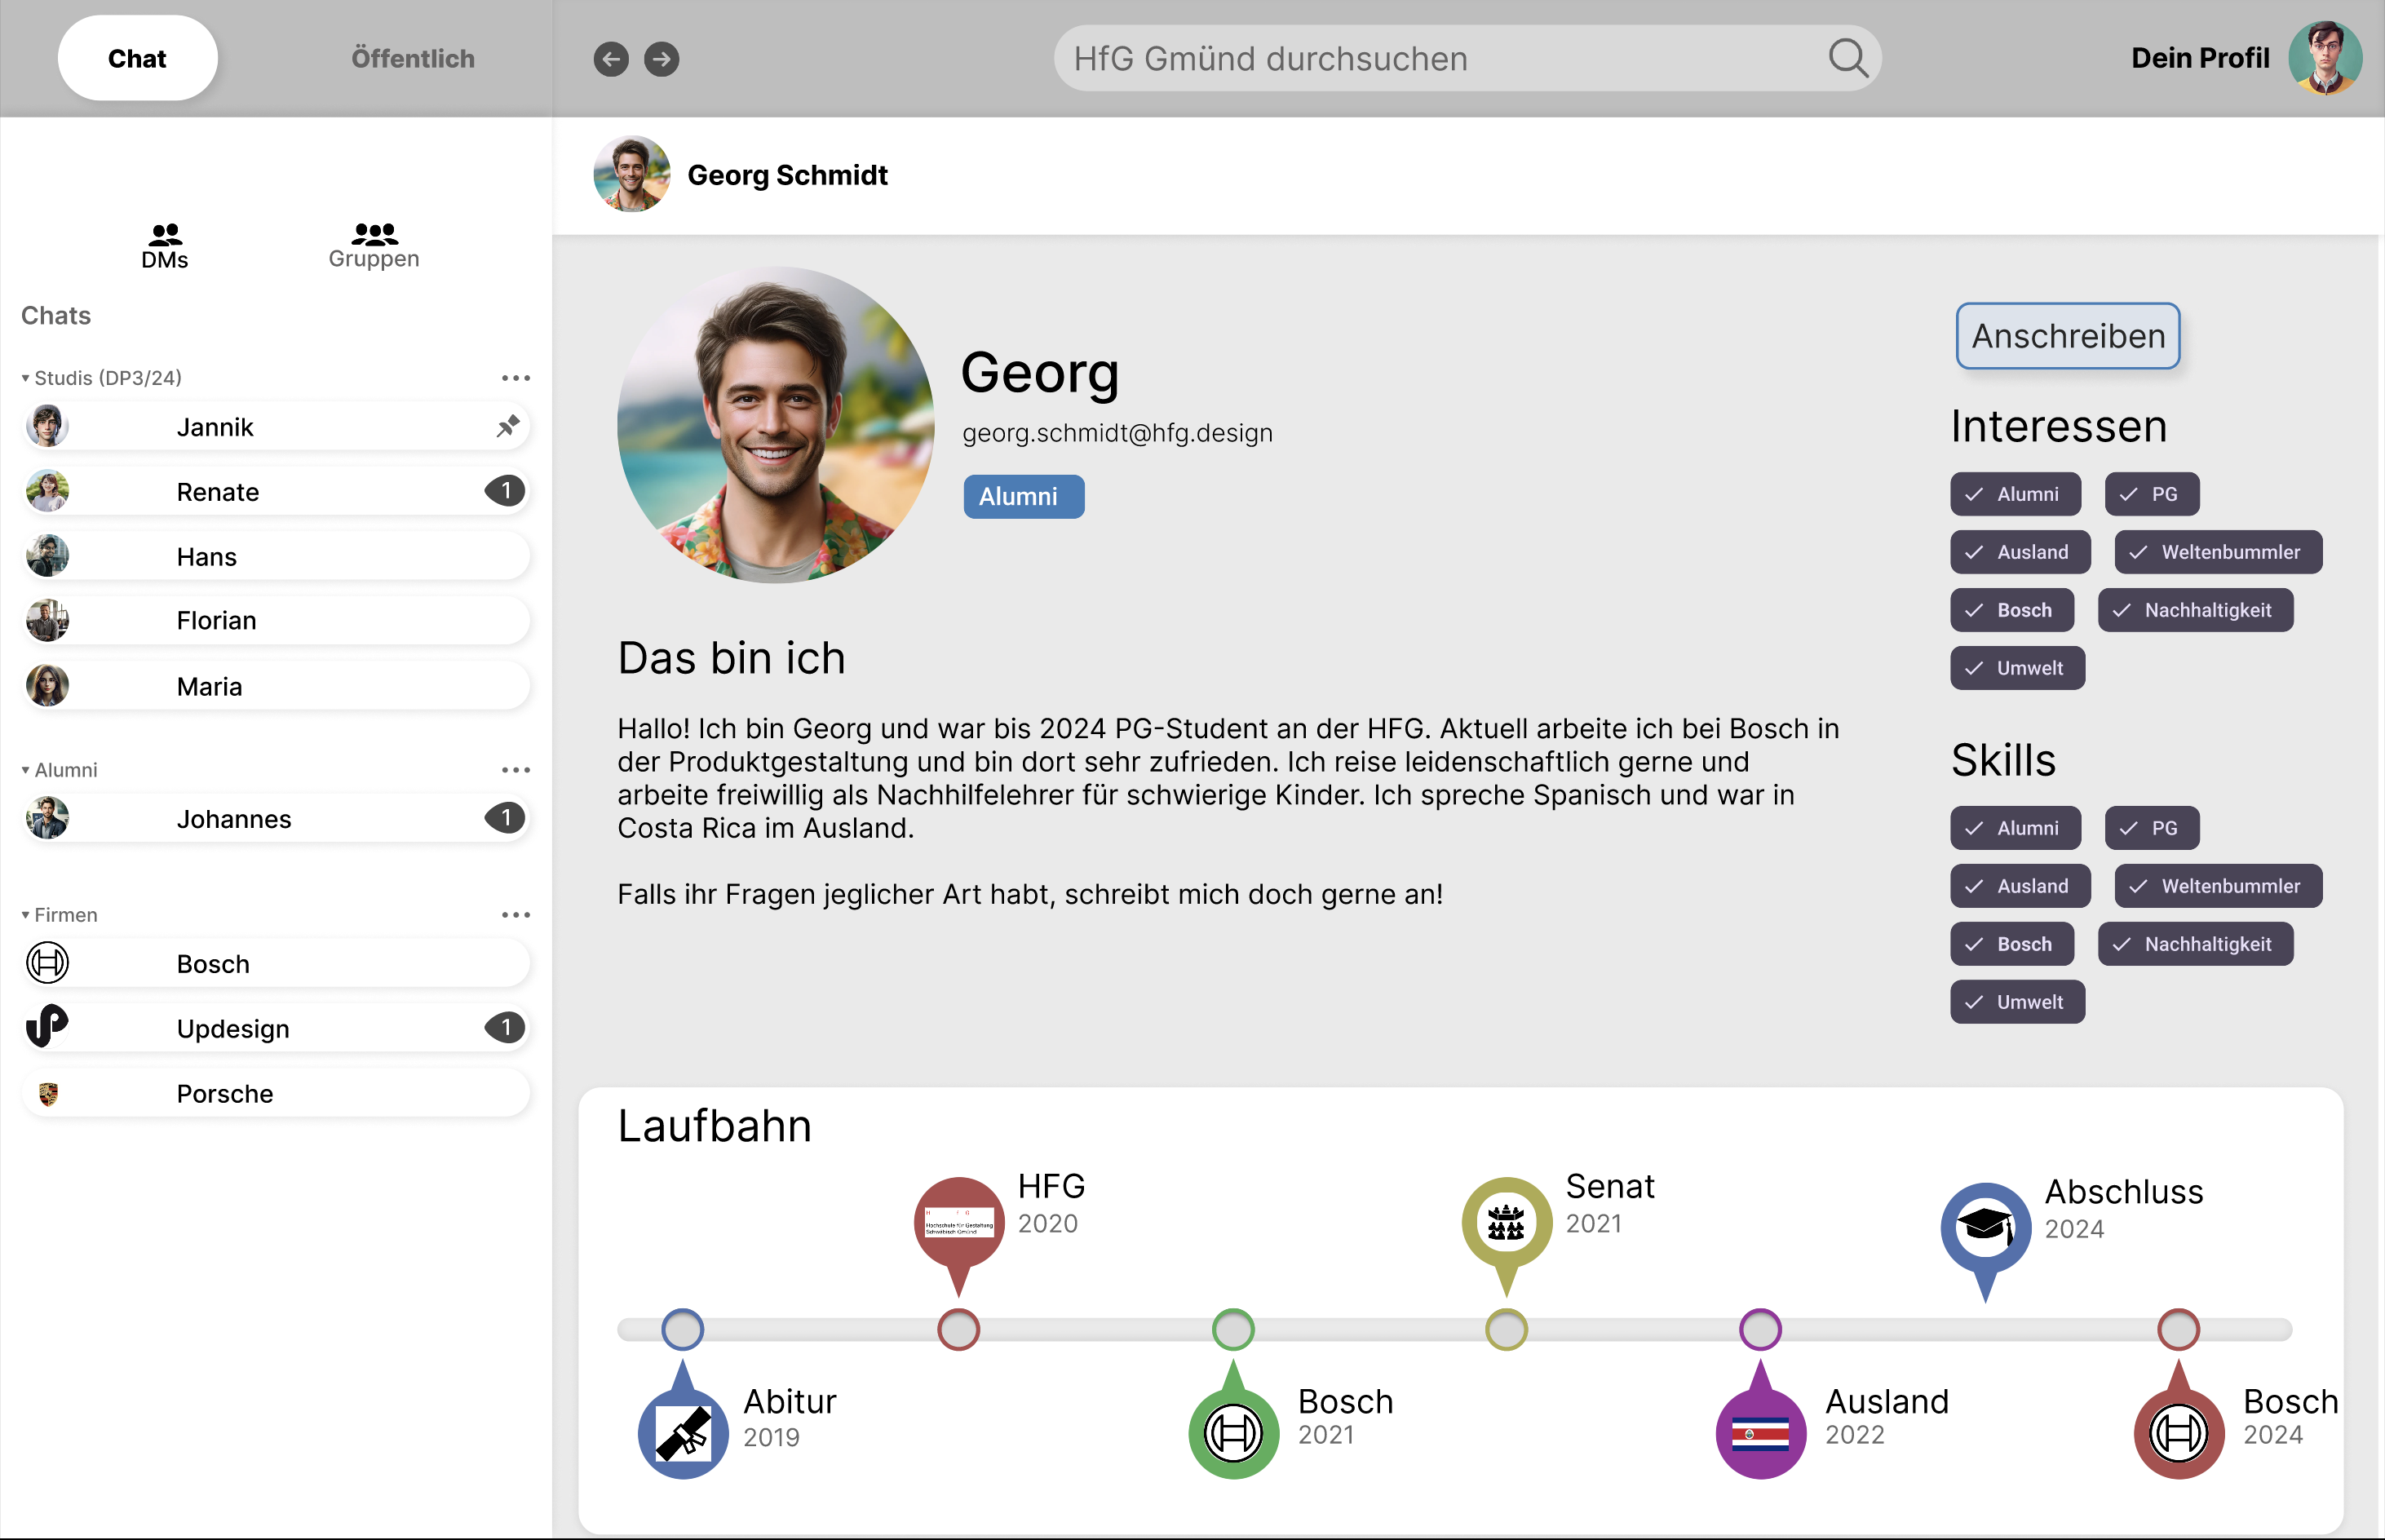 Chat
Öffentlich
HfG Gmünd durchsuchen
Dein Profil
Georg Schmidt
DMs
Gruppen
Chats
Studis (DP3/24)
Jannik
Renate
1
Hans
Florian
Maria
Alumni
Johannes
1
Firmen
Bosch
Updesign
1
Porsche
Georg
georg.schmidt@hfg.design
Alumni
Das bin ich
Hallo! Ich bin Georg und war bis 2024 PG-Student an der HFG. Aktuell arbeite ich bei Bosch in
der Produktgestaltung und bin dort sehr zufrieden. Ich reise leidenschaftlich gerne und
arbeite freiwillig als Nachhilfelehrer für schwierige Kinder. Ich spreche Spanisch und war in
Costa Rica im Ausland.
Falls ihr Fragen jeglicher Art habt, schreibt mich doch gerne an!
Anschreiben
Interessen
Alumni
PG
Ausland
Weltenbummler
Bosch
Nachhaltigkeit
Umwelt
Skills
Alumni
PG
Ausland
Weltenbummler
Bosch
Nachhaltigkeit
Umwelt
Laufbahn
Hochschule für Gestaltung
Schwäbisch Gmünd
HFG
2020
Senat
2021
Abschluss
2024
Abitur
2019
Bosch
2021
Ausland
2022
Bosch
2024